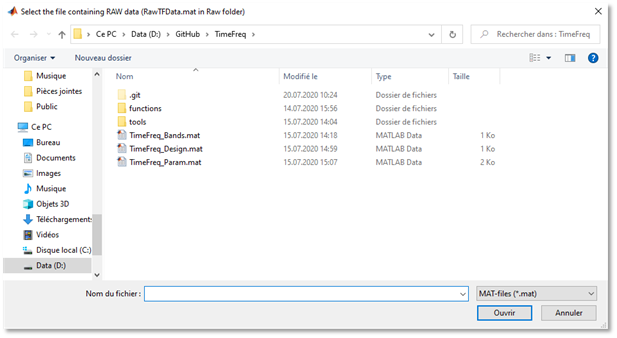 Select the file containing RAW data (RawTFData.mat in Raw folder)
Ce PC > Data (D:) > GitHub > TimeFreq >
Rechercher dans : TimeFreq
Organiser Nouveau dossier
Musique
Pièces jointes
Public
Ce PC
Bureau
Documents
Images
Musique
Objets 3D
Téléchargements
Vidéos
Disque local (C:)
Data (D:)
Nom Modifié le Type Taille
.git 20.07.2020 10:24 Dossier de fichiers
functions 14.07.2020 15:56 Dossier de fichiers
tools 15.07.2020 14:04 Dossier de fichiers
TimeFreq_Bands.mat 15.07.2020 14:18 MATLAB Data 1 Ko
TimeFreq_Design.mat 15.07.2020 14:59 MATLAB Data 1 Ko
TimeFreq_Param.mat 15.07.2020 15:07 MATLAB Data 2 Ko
Nom du fichier : MAT-files (*.mat)
Ouvrir Annuler